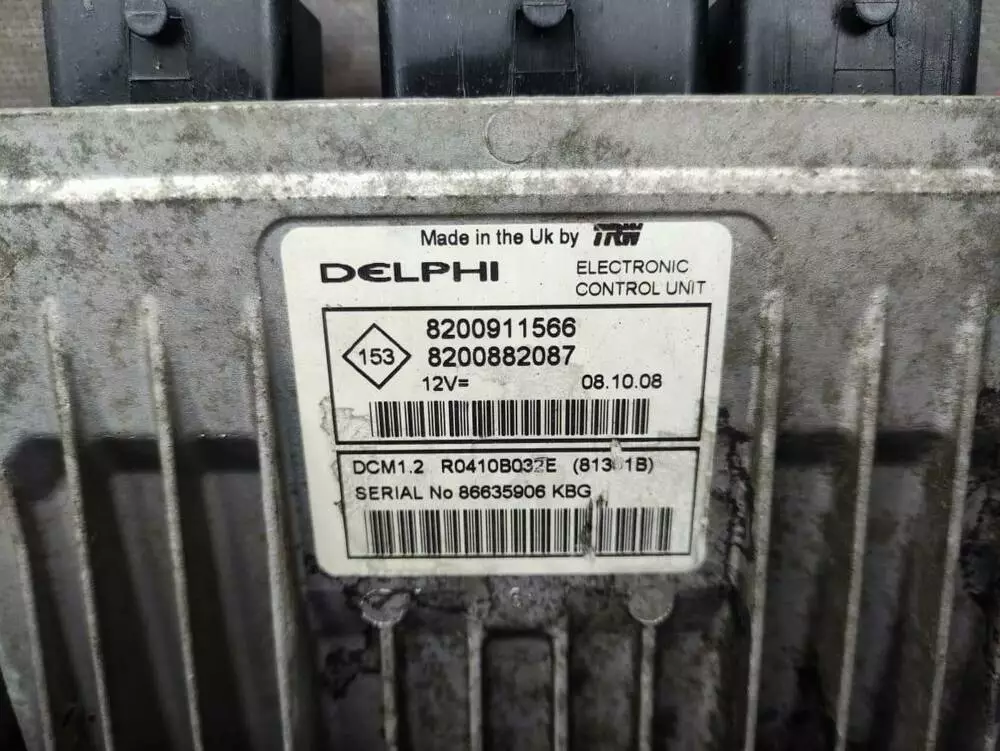 Made in the Uk by TRW
DELPHI
ELECTRONIC
CONTROL UNIT
153
8200911566
8200882087
12V=
08.10.08
DCM1.2 R0410B032E
SERIAL No 86635906 KBG